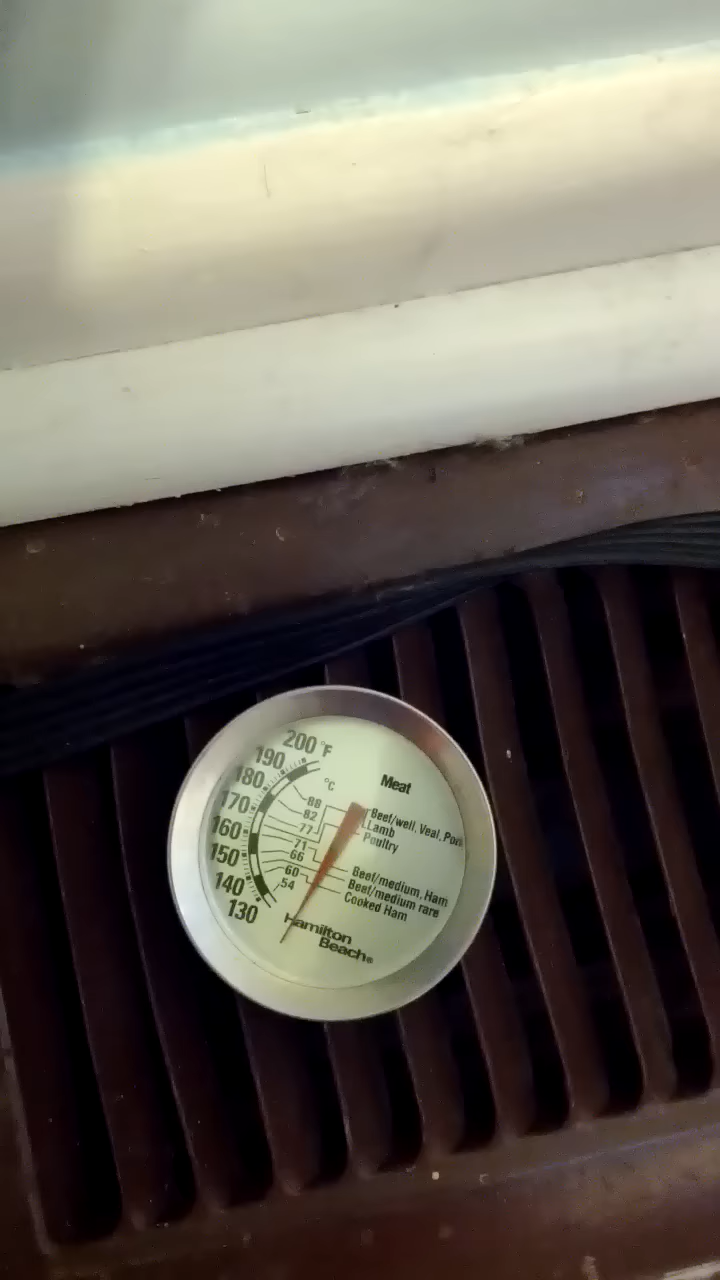 200 °F
190
180
170
160
150
140
130
°C
88
82
77
71
66
60
54
Meat
Beef/well, Veal, Pork
Lamb
Poultry
Beef/medium, Ham
Beef/medium rare
Cooked Ham
Hamilton
Beach®